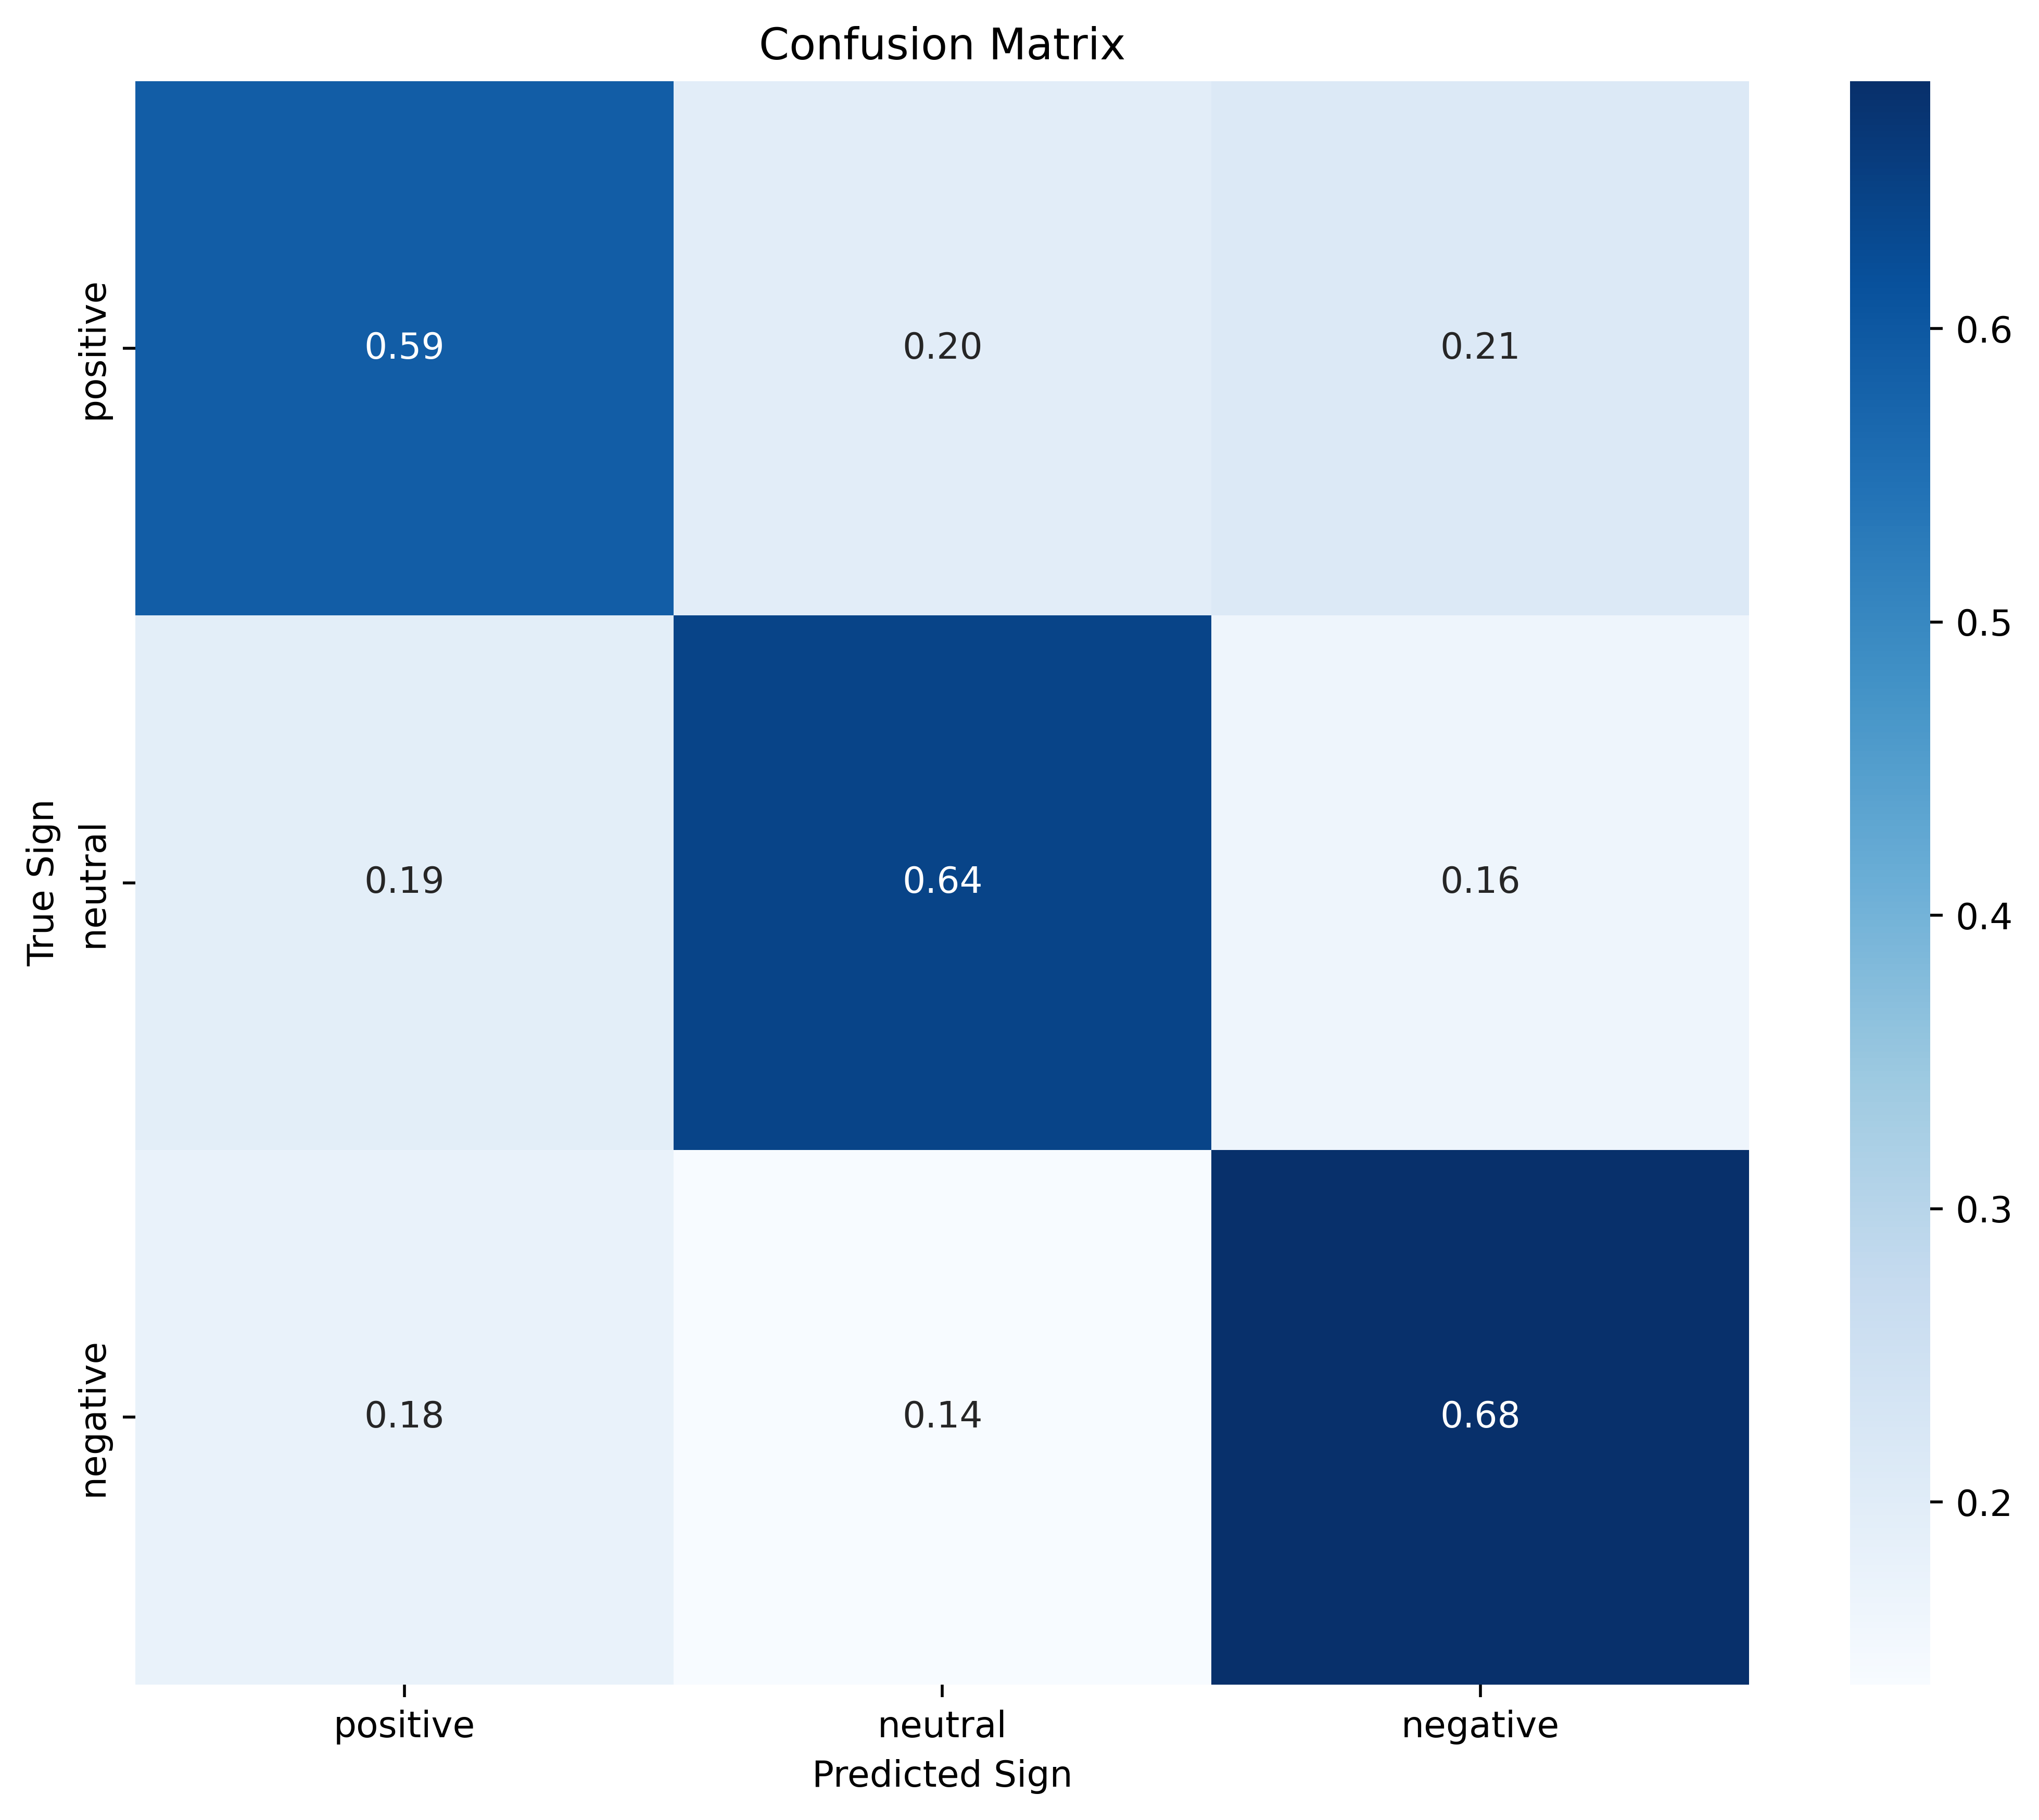 Confusion Matrix
True Sign
positive
0.59 0.20 0.21
neutral
0.19 0.64 0.16
negative
0.18 0.14 0.68
positive neutral negative
Predicted Sign
0.6
0.5
0.4
0.3
0.2